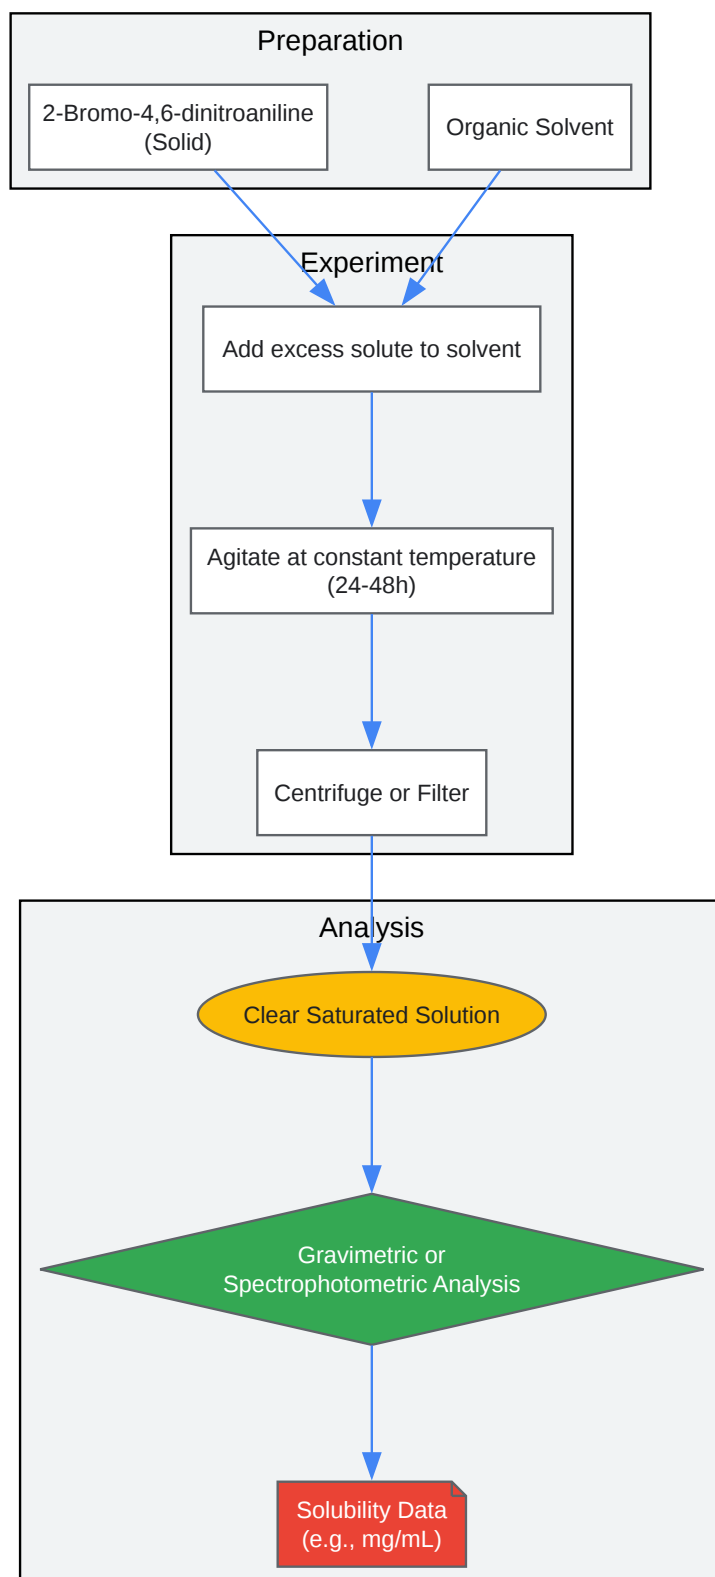 Preparation
2-Bromo-4,6-dinitroaniline
(Solid)
Organic Solvent
Experiment
Add excess solute to solvent
Agitate at constant temperature
(24-48h)
Centrifuge or Filter
Analysis
Clear Saturated Solution
Gravimetric or
Spectrophotometric Analysis
Solubility Data
(e.g., mg/mL)